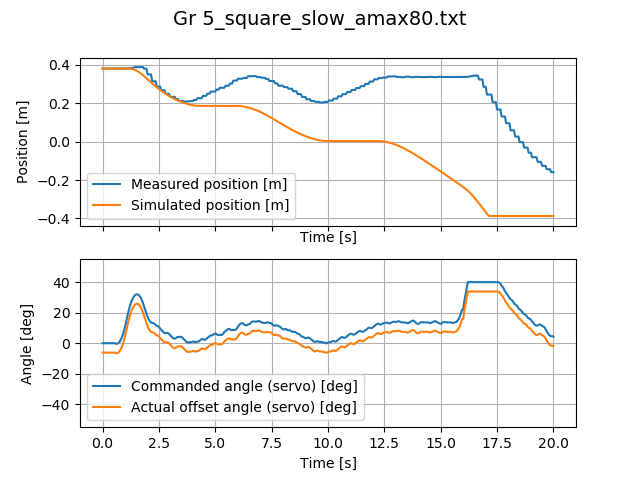 Gr 5_square_slow_amax80.txt
0.4
0.2
0.0
−0.2
−0.4
Position [m]
Measured position [m]
Simulated position [m]
Time [s]
40
20
0
−20
−40
Angle [deg]
Commanded angle (servo) [deg]
Actual offset angle (servo) [deg]
0.0 2.5 5.0 7.5 10.0 12.5 15.0 17.5 20.0
Time [s]